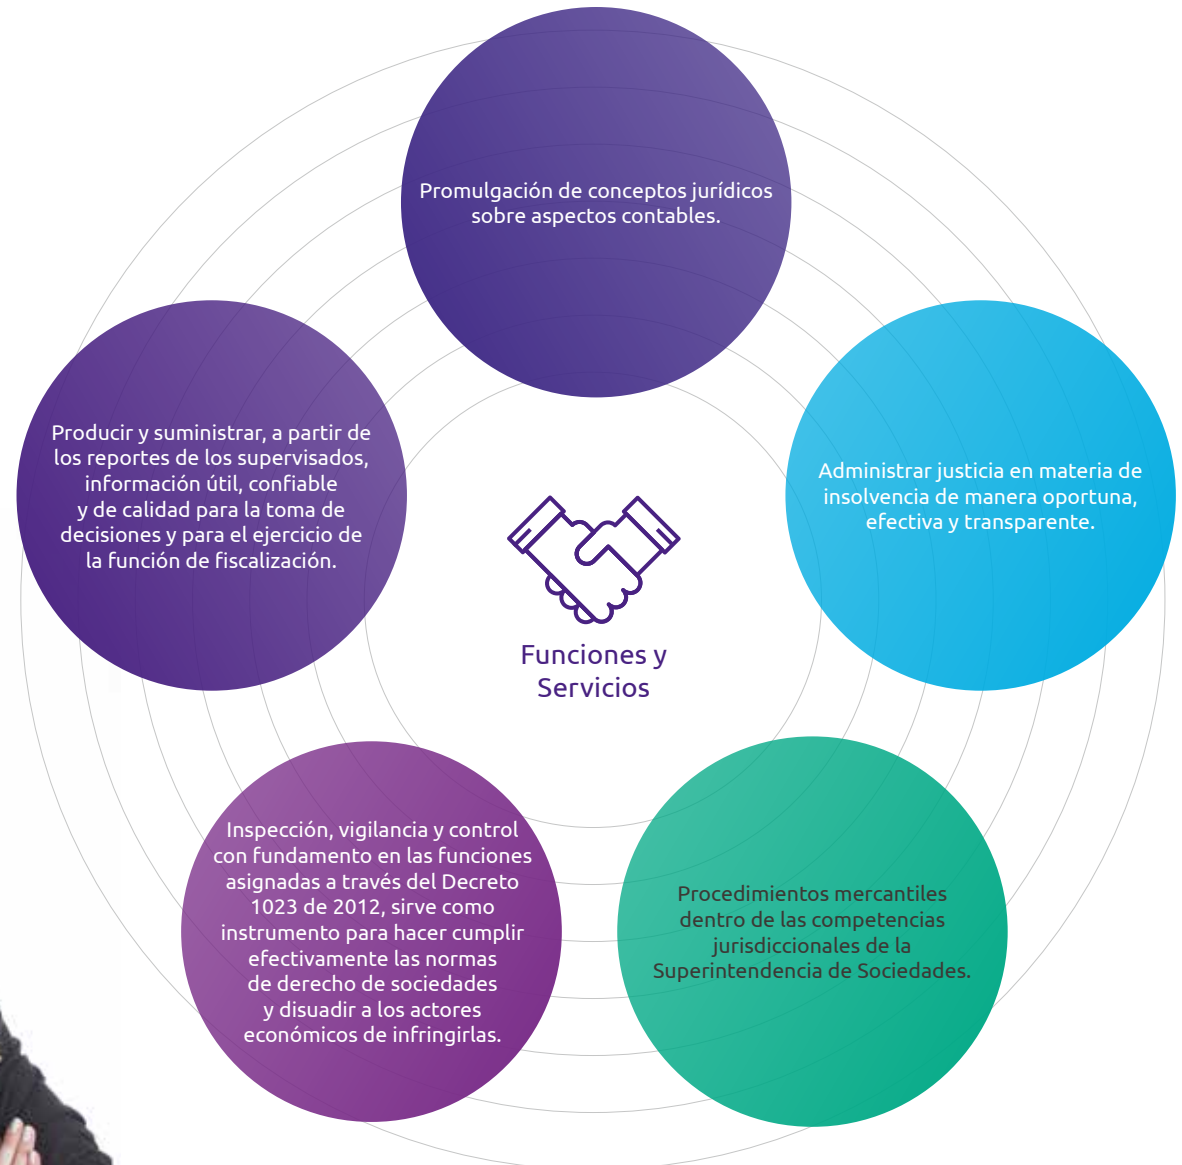 Promulgación de conceptos jurídicos
sobre aspectos contables.
Producir y suministrar, a partir de
los reportes de los supervisados,
información útil, confiable
y de calidad para la toma de
decisiones y para el ejercicio de
la función de fiscalización.
Administrar justicia en materia de
insolvencia de manera oportuna,
efectiva y transparente.
Funciones y
Servicios
Inspección, vigilancia y control
con fundamento en las funciones
asignadas a través del Decreto
1023 de 2012, sirve como
instrumento para hacer cumplir
efectivamente las normas
de derecho de sociedades
y disuadir a los actores
económicos de infringirlas.
Procedimientos mercantiles
dentro de las competencias
jurisdiccionales de la
Superintendencia de Sociedades.